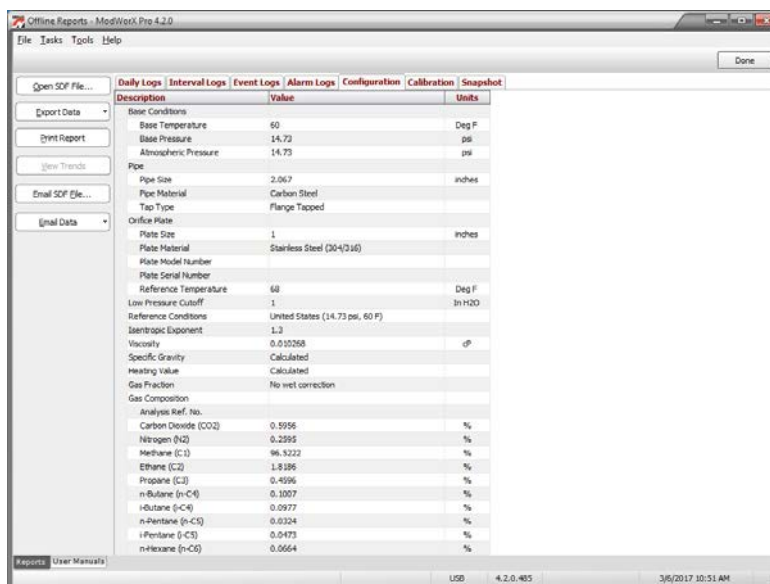 Offline Reports - ModWorX Pro 4.2.0
File Tasks Tools Help
Done
Open SDF File...
Export Data
Print Report
View Trends
Email SDF File...
Email Data
Daily Logs Interval Logs Event Logs Alarm Logs Configuration Calibration Snapshot
Description Value Units
Base Conditions
Base Temperature 60 Deg F
Base Pressure 14.73 psi
Atmospheric Pressure 14.73 psi
Pipe
Pipe Size 2.067 inches
Pipe Material Carbon Steel
Tap Type Flange Tapped
Orifice Plate
Plate Size 1 inches
Plate Material Stainless Steel (304/316)
Plate Model Number
Plate Serial Number
Reference Temperature 68 Deg F
Low Pressure Cutoff 1 In H2O
Reference Conditions United States (14.73 psi, 60 F)
Isentropic Exponent 1.3
Viscosity 0.010268 cP
Specific Gravity Calculated
Heating Value Calculated
Gas Fraction No wet correction
Gas Composition
Analysis Ref. No.
Carbon Dioxide (CO2) 0.5956 %
Nitrogen (N2) 0.2595 %
Methane (C1) 96.5222 %
Ethane (C2) 1.8186 %
Propane (C3) 0.4596 %
n-Butane (n-C4) 0.1007 %
i-Butane (i-C4) 0.0977 %
n-Pentane (n-C5) 0.0324 %
i-Pentane (i-C5) 0.0473 %
n-Hexane (n-C6) 0.0664 %
Reports User Manuals
USB 4.2.0.485 3/6/2017 10:51 AM